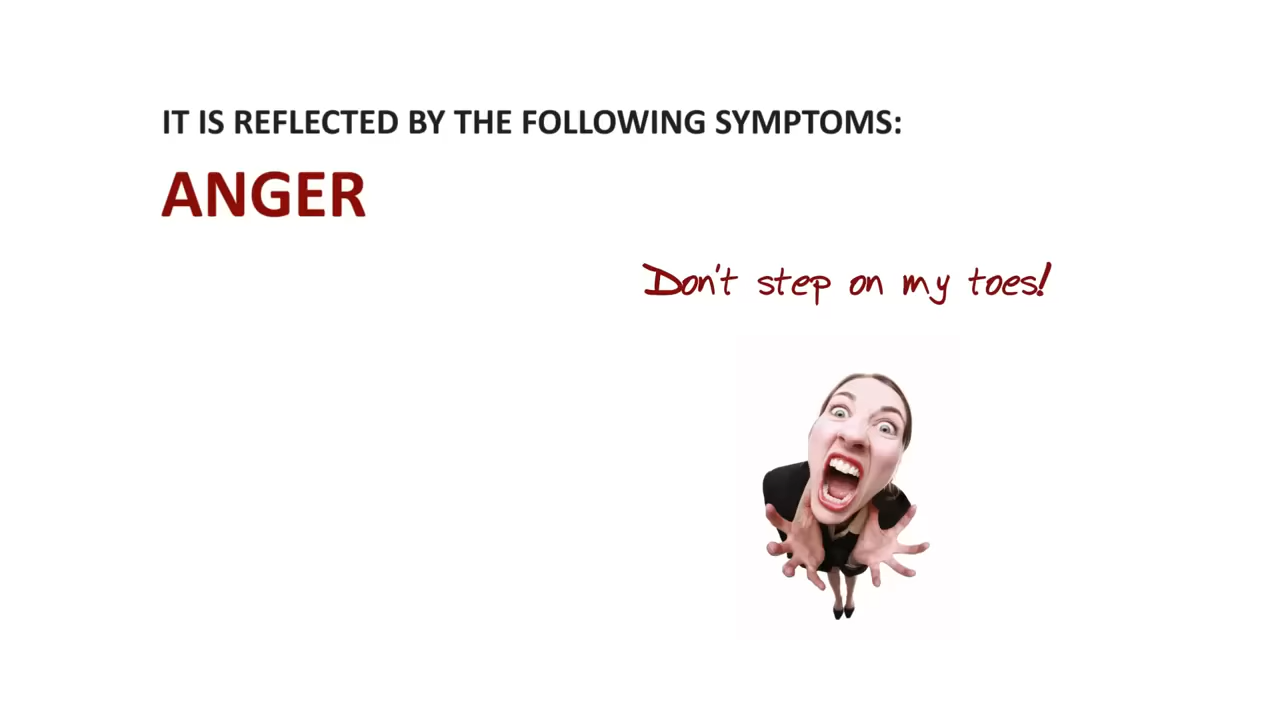 IT IS REFLECTED BY THE FOLLOWING SYMPTOMS:
ANGER
Don't step on my toes!